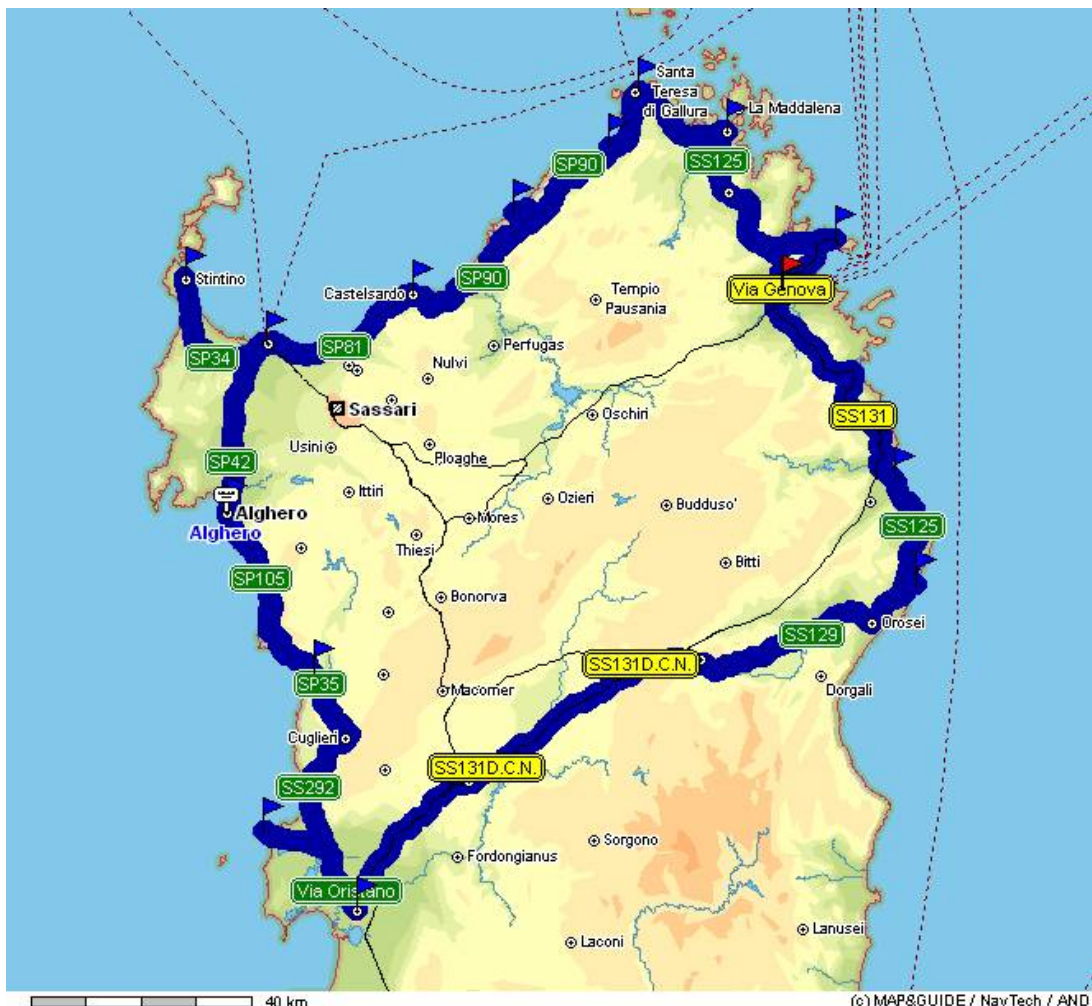 Santa
Teresa
di Gallura
La Maddalena
SP90
SS125
Stintino
Castelsardo
SP90
Tempio
Pausania
Via Genova
SP34
SP81
Perfugas
Nulvi
Sassari
Oschiri
SS131
Usini
Ploaghe
SP42
Ittiri
Ozieri
Budduso'
Alghero
Alghero
Mores
Thiesi
SS125
Bitti
SP105
Bonorva
Orosei
SS129
SS131D.C.N.
SP35
Macomer
Dorgali
Cuglieri
SS131D.C.N.
SS292
Sorgono
Fordongianus
Via Oristano
Laconi
Lanusei
40 km
(c) MAP&GUIDE / NavTech / AND